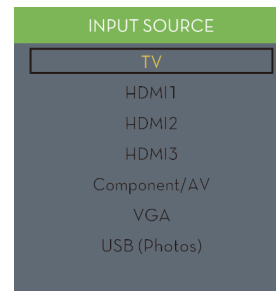 INPUT SOURCE
TV
HDMI1
HDMI2
HDMI3
Component/AV
VGA
USB (Photos)